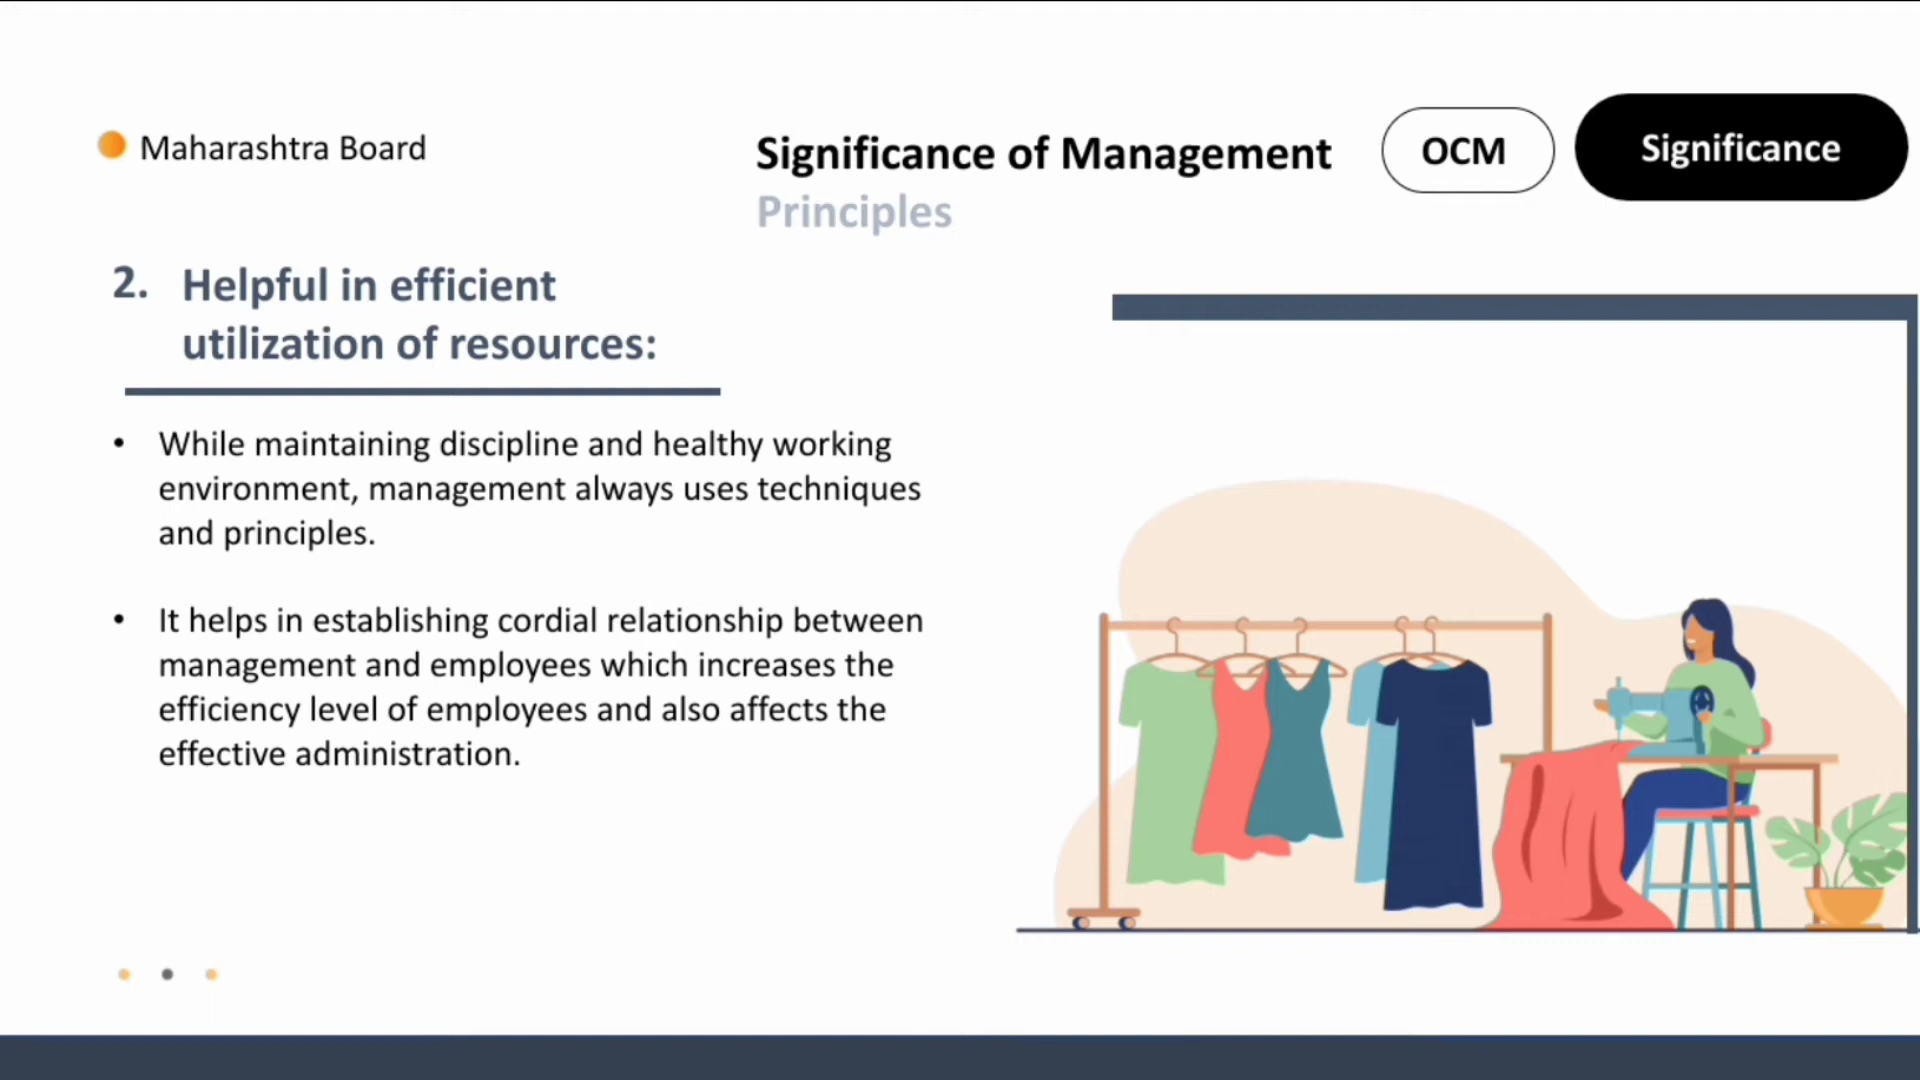 Maharashtra Board
Significance of Management
Principles
OCM
Significance
2. Helpful in efficient
utilization of resources:
• While maintaining discipline and healthy working
environment, management always uses techniques
and principles.
• It helps in establishing cordial relationship between
management and employees which increases the
efficiency level of employees and also affects the
effective administration.